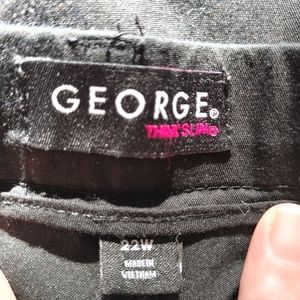 GEORGE®
THINK SLIM
22W
MADE IN
VIETNAM